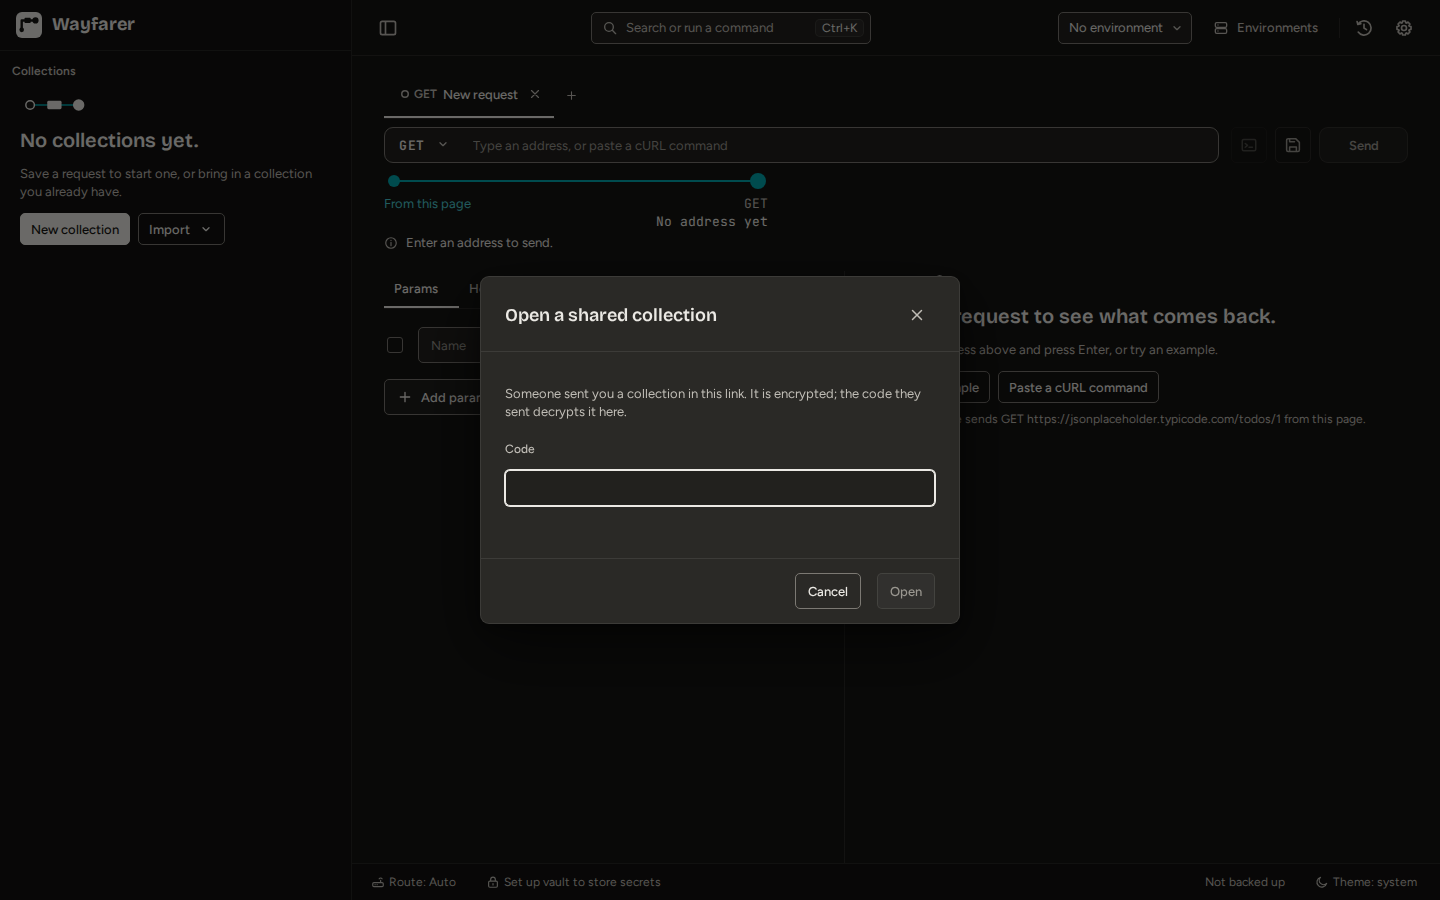 Wayfarer
Search or run a command
Ctrl+K
No environment
Environments
Collections
No collections yet.
Save a request to start one, or bring in a collection
you already have.
New collection
Import
GET New request
GET
Type an address, or paste a cURL command
Send
From this page
GET
No address yet
Enter an address to send.
Params
Name
Add
Open a shared collection
Someone sent you a collection in this link. It is encrypted; the code they
sent decrypts it here.
Code
Cancel
Open
request to see what comes back.
above and press Enter, or try an example.
Paste a cURL command
sends GET https://jsonplaceholder.typicode.com/todos/1 from this page.
Route: Auto
Set up vault to store secrets
Not backed up
Theme: system